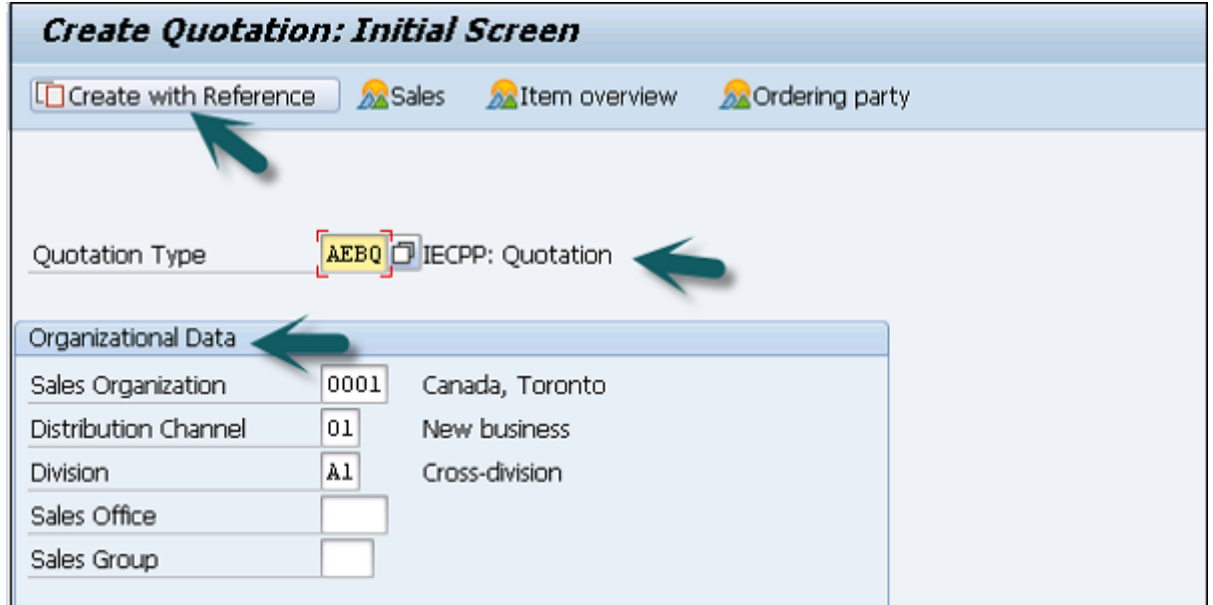 Create Quotation: Initial Screen
Create with Reference Sales Item overview Ordering party
Quotation Type AEBQ IECPP: Quotation
Organizational Data
Sales Organization 0001 Canada, Toronto
Distribution Channel 01 New business
Division A1 Cross-division
Sales Office
Sales Group